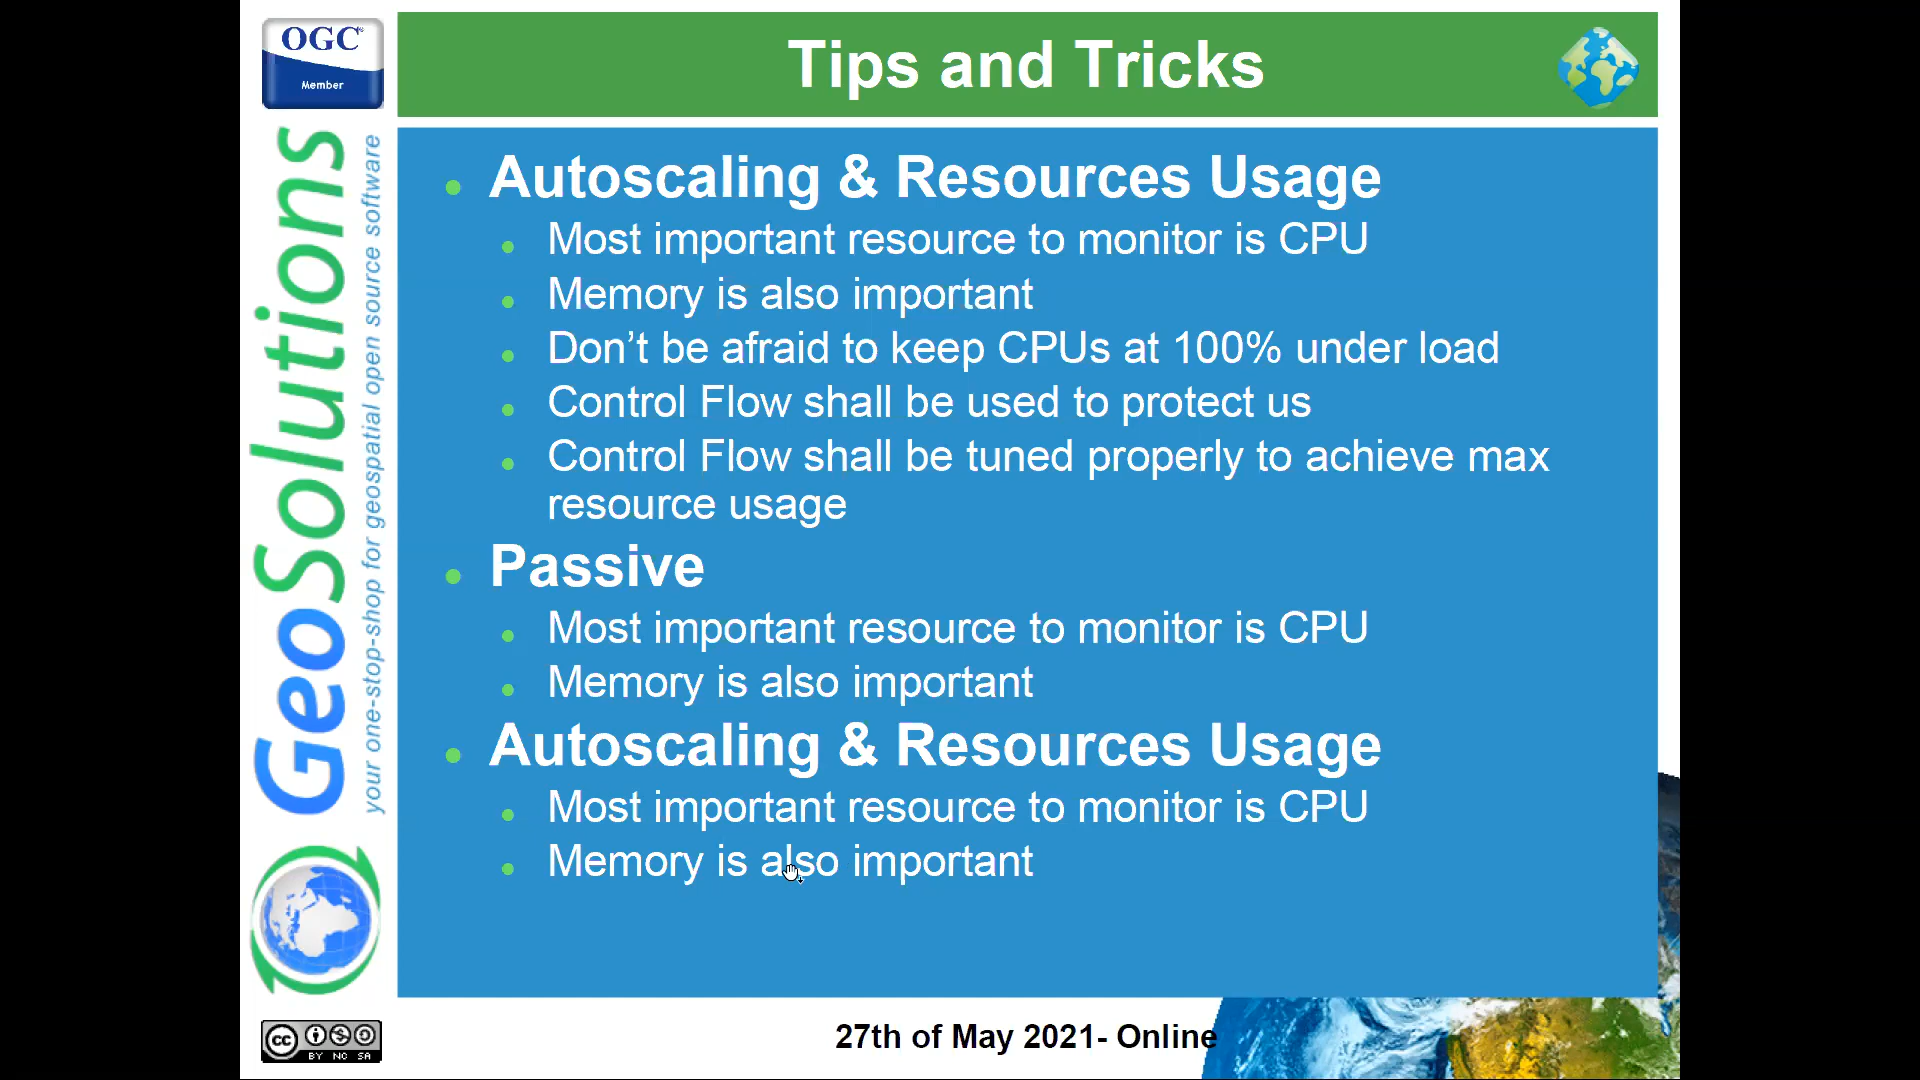 OGC®
Member
Tips and Tricks
GeoSolutions
your one-stop-shop for geospatial open source software
Autoscaling & Resources Usage
Most important resource to monitor is CPU
Memory is also important
Don’t be afraid to keep CPUs at 100% under load
Control Flow shall be used to protect us
Control Flow shall be tuned properly to achieve max
resource usage
Passive
Most important resource to monitor is CPU
Memory is also important
Autoscaling & Resources Usage
Most important resource to monitor is CPU
Memory is also important
cc
BY NC SA
27th of May 2021- Online